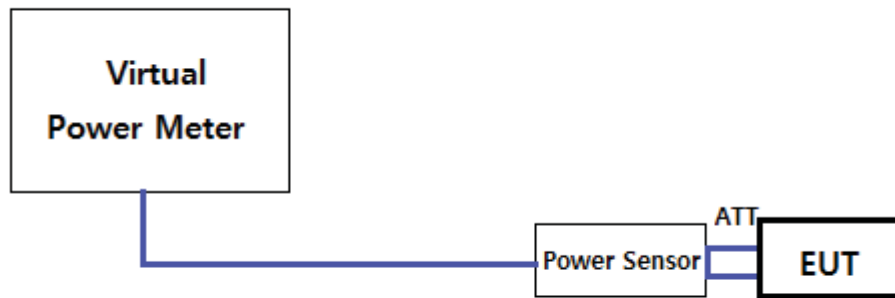 Virtual
Power Meter
ATT
Power Sensor
EUT